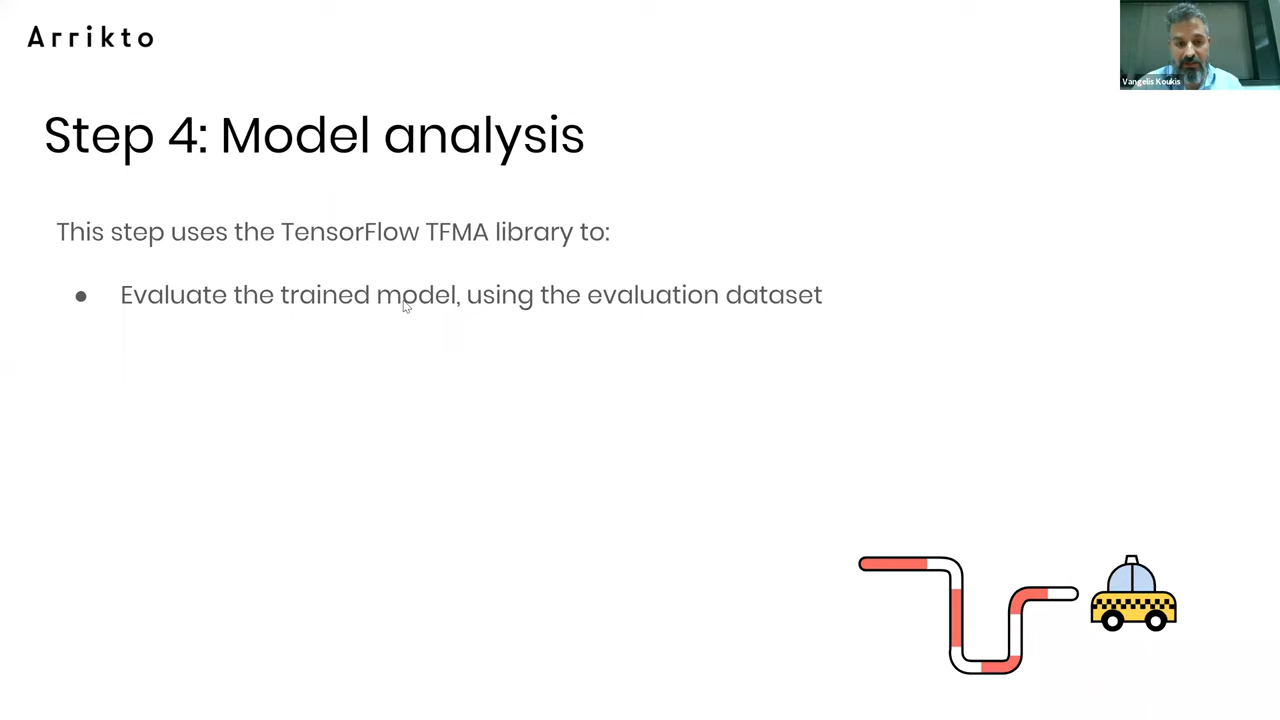 Arrikto
Vangelis Koukis
Step 4: Model analysis
This step uses the TensorFlow TFMA library to:
● Evaluate the trained model, using the evaluation dataset